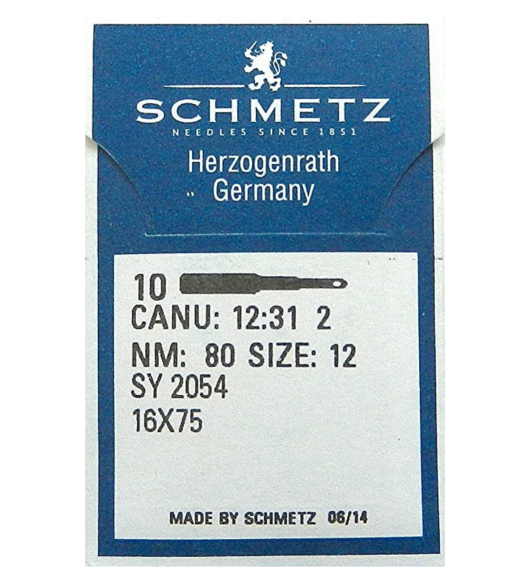 SCHMETZ
NEEDLES SINCE 1851
Herzogenrath
Germany
10
CANU: 12:31 2
NM: 80 SIZE: 12
SY 2054
16X75
MADE BY SCHMETZ 06/14